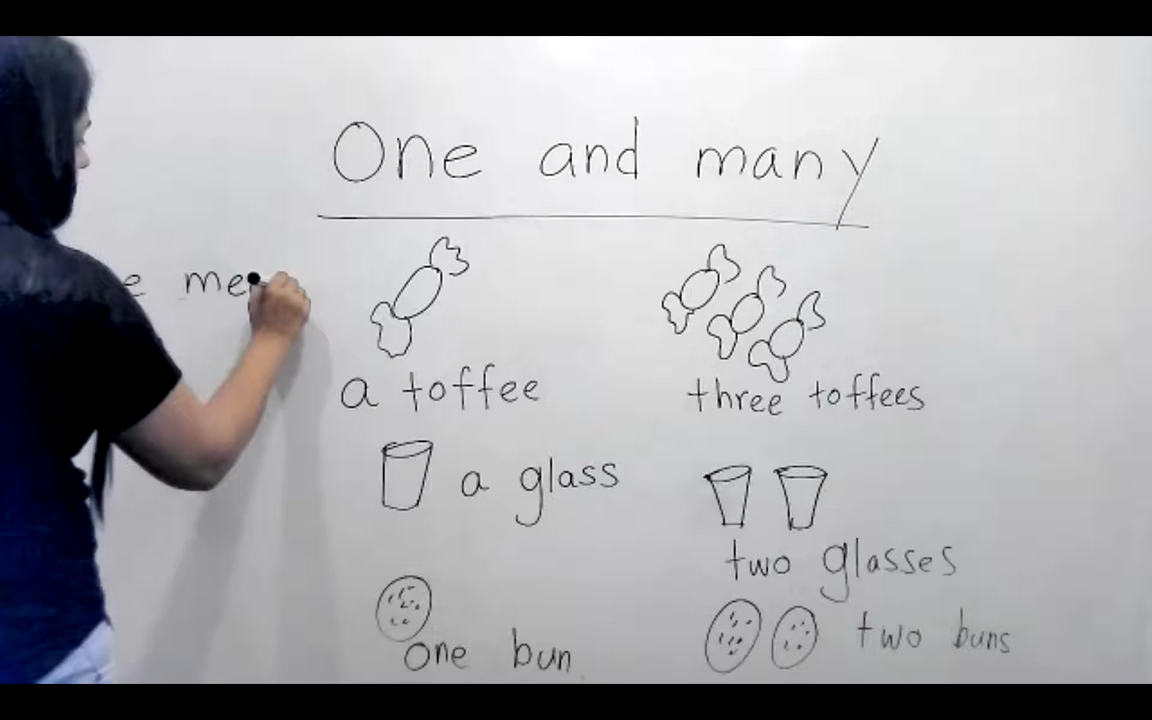 One and many
e me
a toffee
three toffees
a glass
two glasses
one bun
two buns